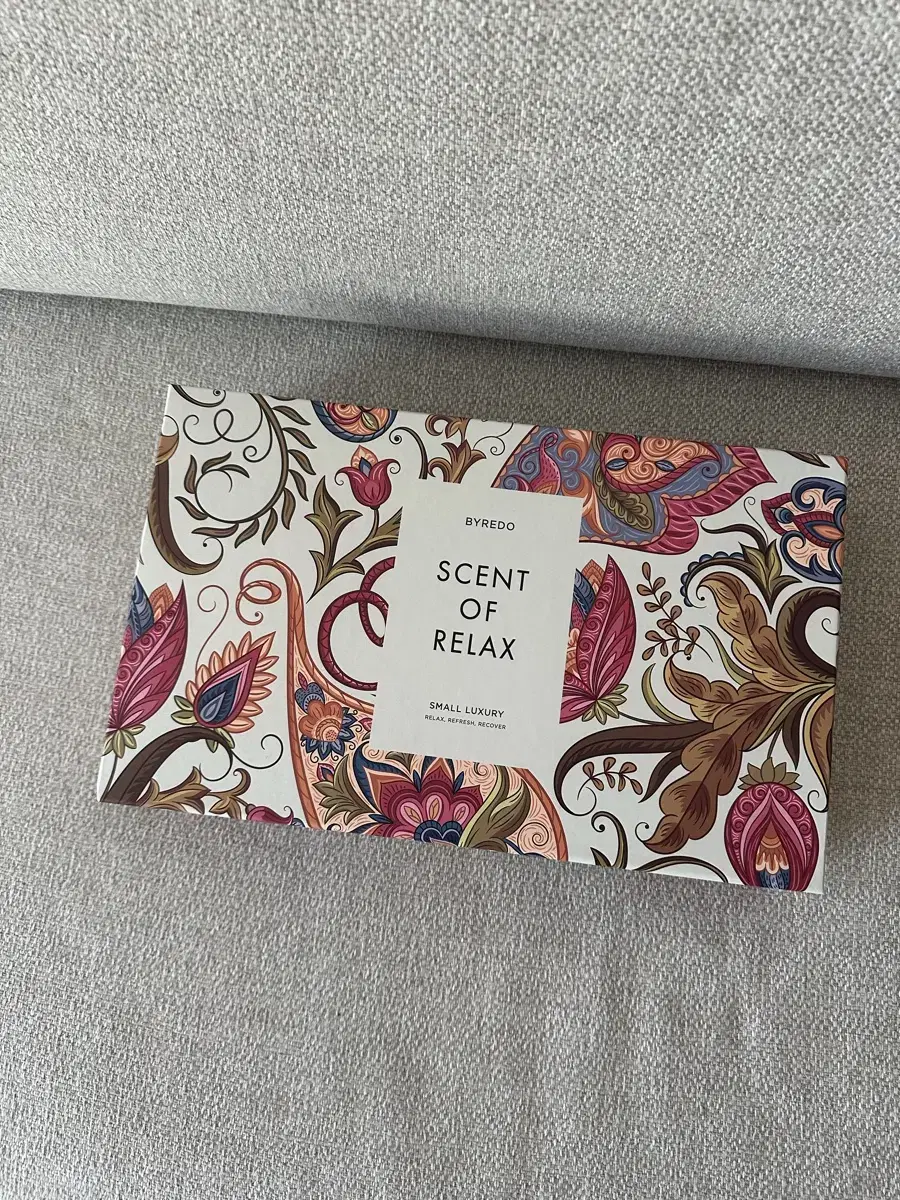 BYREDO
SCENT
OF
RELAX
SMALL LUXURY
RELAX, REFRESH, RECOVER